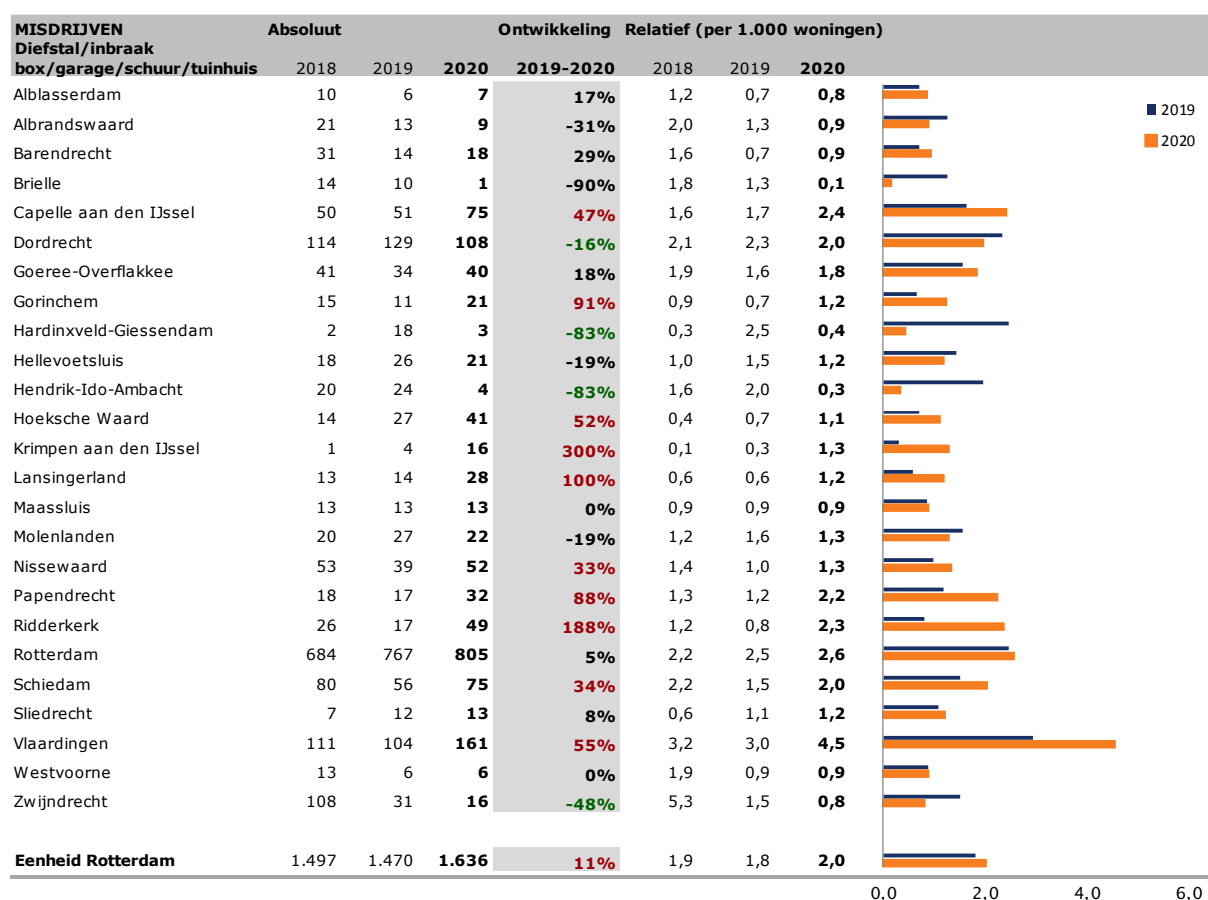 MISDRIJVEN Absoluut Ontwikkeling Relatief (per 1.000 woningen)
Diefstal/inbraak
box/garage/schuur/tuinhuis 2018 2019 2020 2019-2020 2018 2019 2020
Alblasserdam 10 6 7 17% 1,2 0,7 0,8
2019
Albrandswaard 21 13 9 -31% 2,0 1,3 0,9
2020
Barendrecht 31 14 18 29% 1,6 0,7 0,9
Brielle 14 10 1 -90% 1,8 1,3 0,1
Capelle aan den IJssel 50 51 75 47% 1,6 1,7 2,4
Dordrecht 114 129 108 -16% 2,1 2,3 2,0
Goeree-Overflakkee 41 34 40 18% 1,9 1,6 1,8
Gorinchem 15 11 21 91% 0,9 0,7 1,2
Hardinxveld-Giessendam 2 18 3 -83% 0,3 2,5 0,4
Hellevoetsluis 18 26 21 -19% 1,0 1,5 1,2
Hendrik-Ido-Ambacht 20 24 4 -83% 1,6 2,0 0,3
Hoeksche Waard 14 27 41 52% 0,4 0,7 1,1
Krimpen aan den IJssel 1 4 16 300% 0,1 0,3 1,3
Lansingerland 13 14 28 100% 0,6 0,6 1,2
Maassluis 13 13 13 0% 0,9 0,9 0,9
Molenlanden 20 27 22 -19% 1,2 1,6 1,3
Nissewaard 53 39 52 33% 1,4 1,0 1,3
Papendrecht 18 17 32 88% 1,3 1,2 2,2
Ridderkerk 26 17 49 188% 1,2 0,8 2,3
Rotterdam 684 767 805 5% 2,2 2,5 2,6
Schiedam 80 56 75 34% 2,2 1,5 2,0
Sliedrecht 7 12 13 8% 0,6 1,1 1,2
Vlaardingen 111 104 161 55% 3,2 3,0 4,5
Westvoorne 13 6 6 0% 1,9 0,9 0,9
Zwijndrecht 108 31 16 -48% 5,3 1,5 0,8
Eenheid Rotterdam 1.497 1.470 1.636 11% 1,9 1,8 2,0
0,0 2,0 4,0 6,0